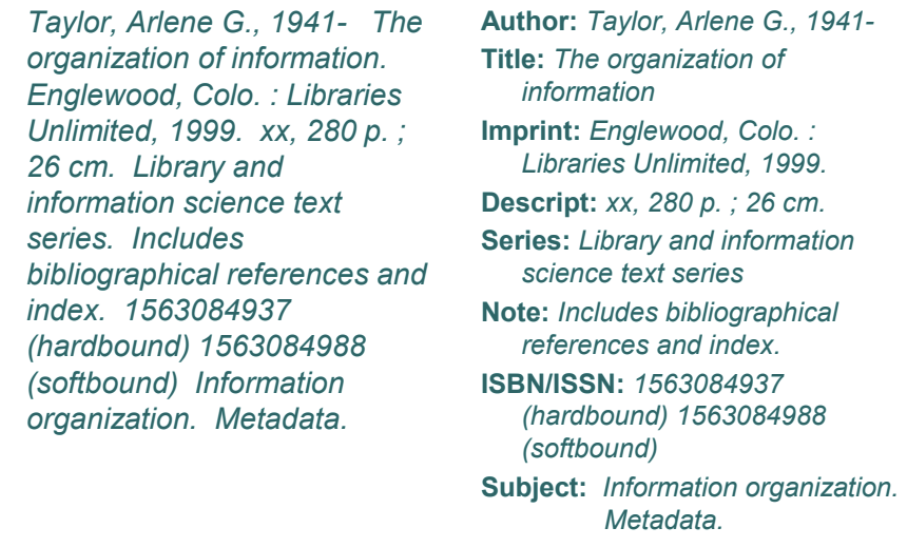 Taylor, Arlene G., 1941-   The
organization of information.
Englewood, Colo. : Libraries
Unlimited, 1999.  xx, 280 p. ;
26 cm.  Library and
information science text
series.  Includes
bibliographical references and
index.  1563084937
(hardbound) 1563084988
(softbound)  Information
organization.  Metadata.
Author: Taylor, Arlene G., 1941-
Title: The organization of
information
Imprint: Englewood, Colo. :
Libraries Unlimited, 1999.
Descript: xx, 280 p. ; 26 cm.
Series: Library and information
science text series
Note: Includes bibliographical
references and index.
ISBN/ISSN: 1563084937
(hardbound) 1563084988
(softbound)
Subject:  Information organization.
Metadata.